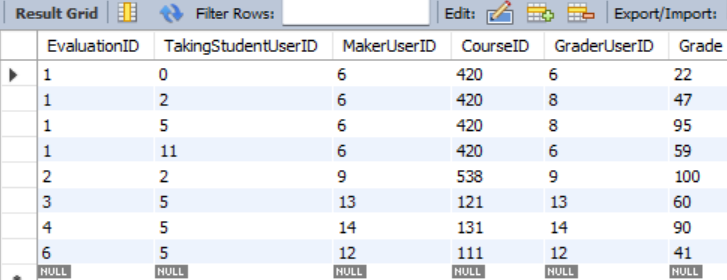 Result Grid Filter Rows: Edit: Export/Import:
EvaluationID TakingStudentUserID MakerUserID CourseID GraderUserID Grade
1 0 6 420 6 22
1 2 6 420 8 47
1 5 6 420 8 95
1 11 6 420 6 59
2 2 9 538 9 100
3 5 13 121 13 60
4 5 14 131 14 90
6 5 12 111 12 41
NULL NULL NULL NULL NULL NULL